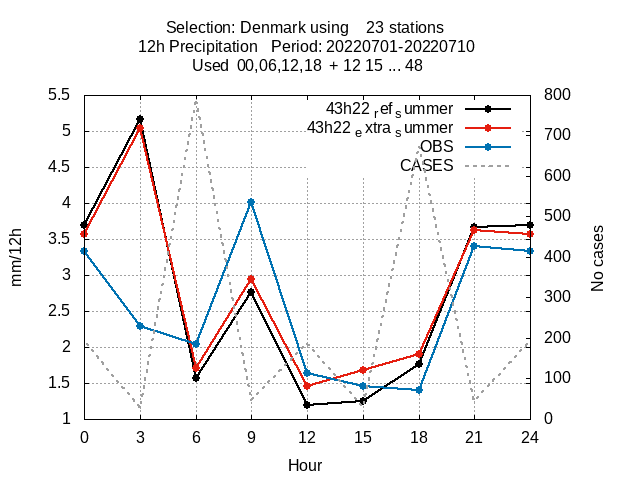 Selection: Denmark using    23 stations
12h Precipitation   Period: 20220701-20220710
Used  00,06,12,18  + 12 15 ... 48
43h22 ref summer
43h22 extra summer
OBS
CASES
5.5
5
4.5
4
3.5
3
2.5
2
1.5
1
mm/12h
800
700
600
500
400
300
200
100
0
No cases
0 3 6 9 12 15 18 21 24
Hour